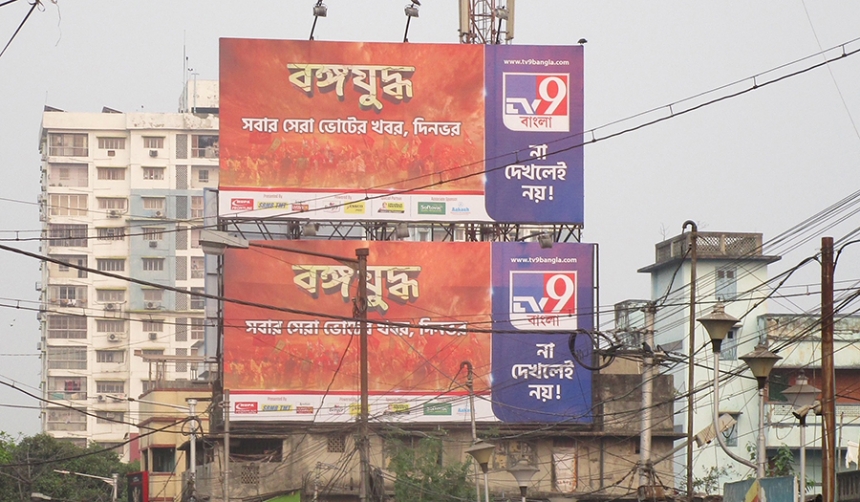 বঙ্গযুদ্ধ
সবার সেরা ভোটের খবর, দিনভর
www.tv9bangla.com
tv9
বাংলা
না
দেখলেই
নয়!
বঙ্গযুদ্ধ
সবার সেরা ভোটের খবর, দিনভর
www.tv9bangla.com
tv9
বাংলা
না
দেখলেই
নয়!